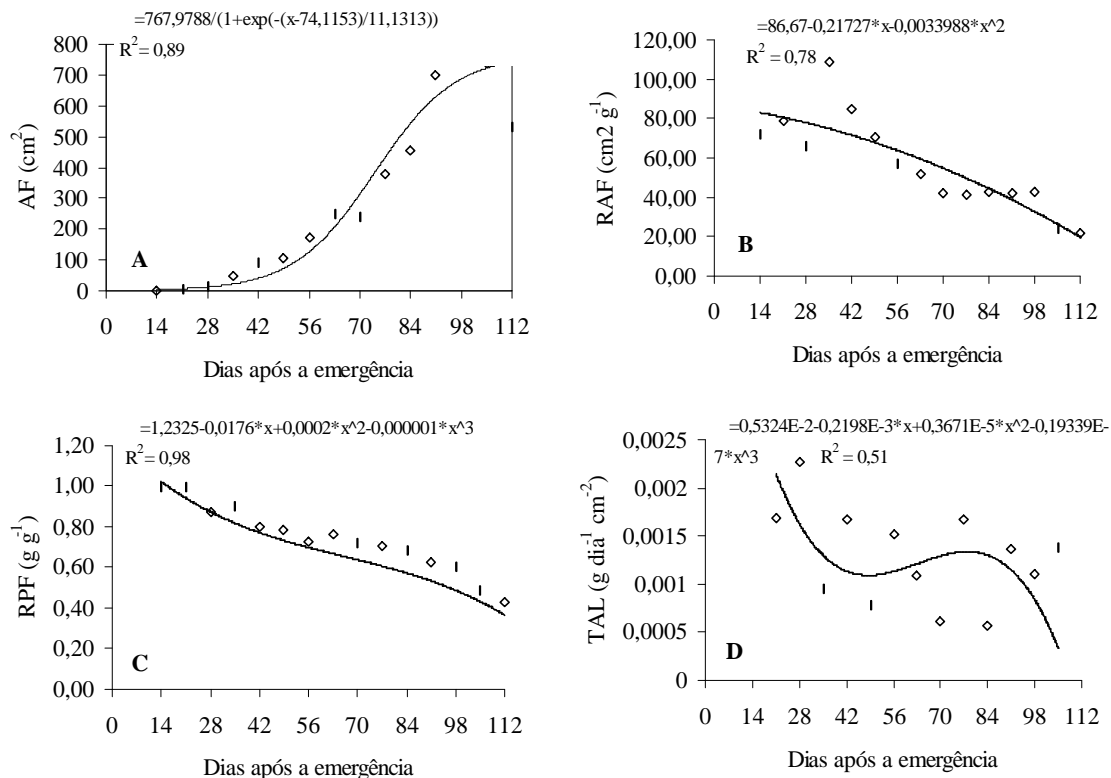 =767,9788/(1+exp(-(x-74,1153)/11,1313))
R² = 0,89
800
700
600
500
400
300
200
100
0
AF (cm²)
A
0 14 28 42 56 70 84 98 112
Dias após a emergência
=86,67-0,21727*x-0,0033988*x^2
R² = 0,78
120,00
100,00
80,00
60,00
40,00
20,00
0,00
RAF (cm2 g⁻¹)
B
0 14 28 42 56 70 84 98 112
Dias após a emergência
=1,2325-0,0176*x+0,0002*x^2-0,000001*x^3
R² = 0,98
1,20
1,00
0,80
0,60
0,40
0,20
0,00
RPF (g g⁻¹)
C
0 14 28 42 56 70 84 98 112
Dias após a emergência
=0,5324E-2-0,2198E-3*x+0,3671E-5*x^2-0,19339E-
7*x^3 R² = 0,51
0,0025
0,002
0,0015
0,001
0,0005
0
TAL (g dia⁻¹ cm⁻²)
D
0 14 28 42 56 70 84 98 112
Dias após a emergência